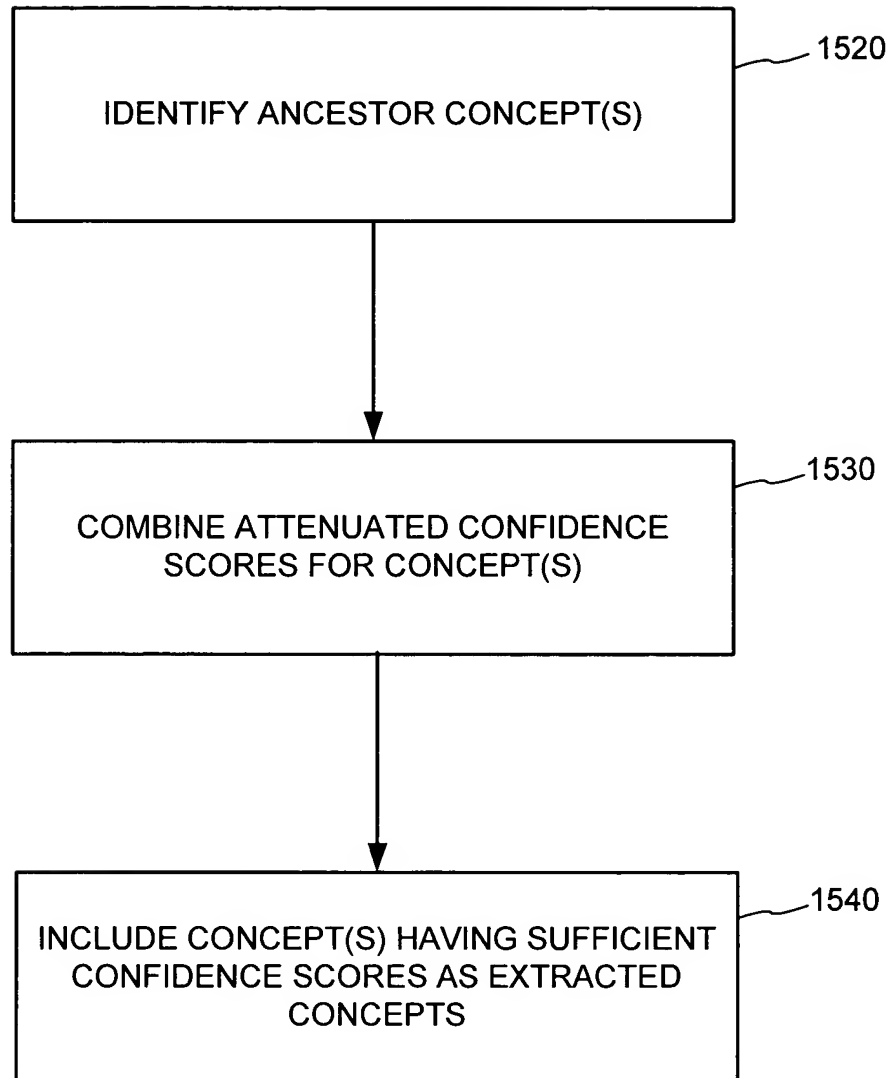 1520
IDENTIFY ANCESTOR CONCEPT(S)
1530
COMBINE ATTENUATED CONFIDENCE
SCORES FOR CONCEPT(S)
1540
INCLUDE CONCEPT(S) HAVING SUFFICIENT
CONFIDENCE SCORES AS EXTRACTED
CONCEPTS